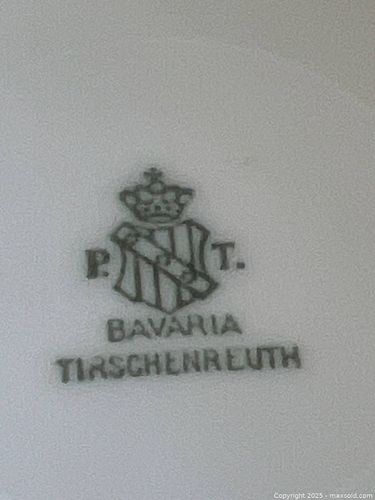 P. T.
BAVARIA
TIRSCHENREUTH
Copyright 2025 - maxsold.com